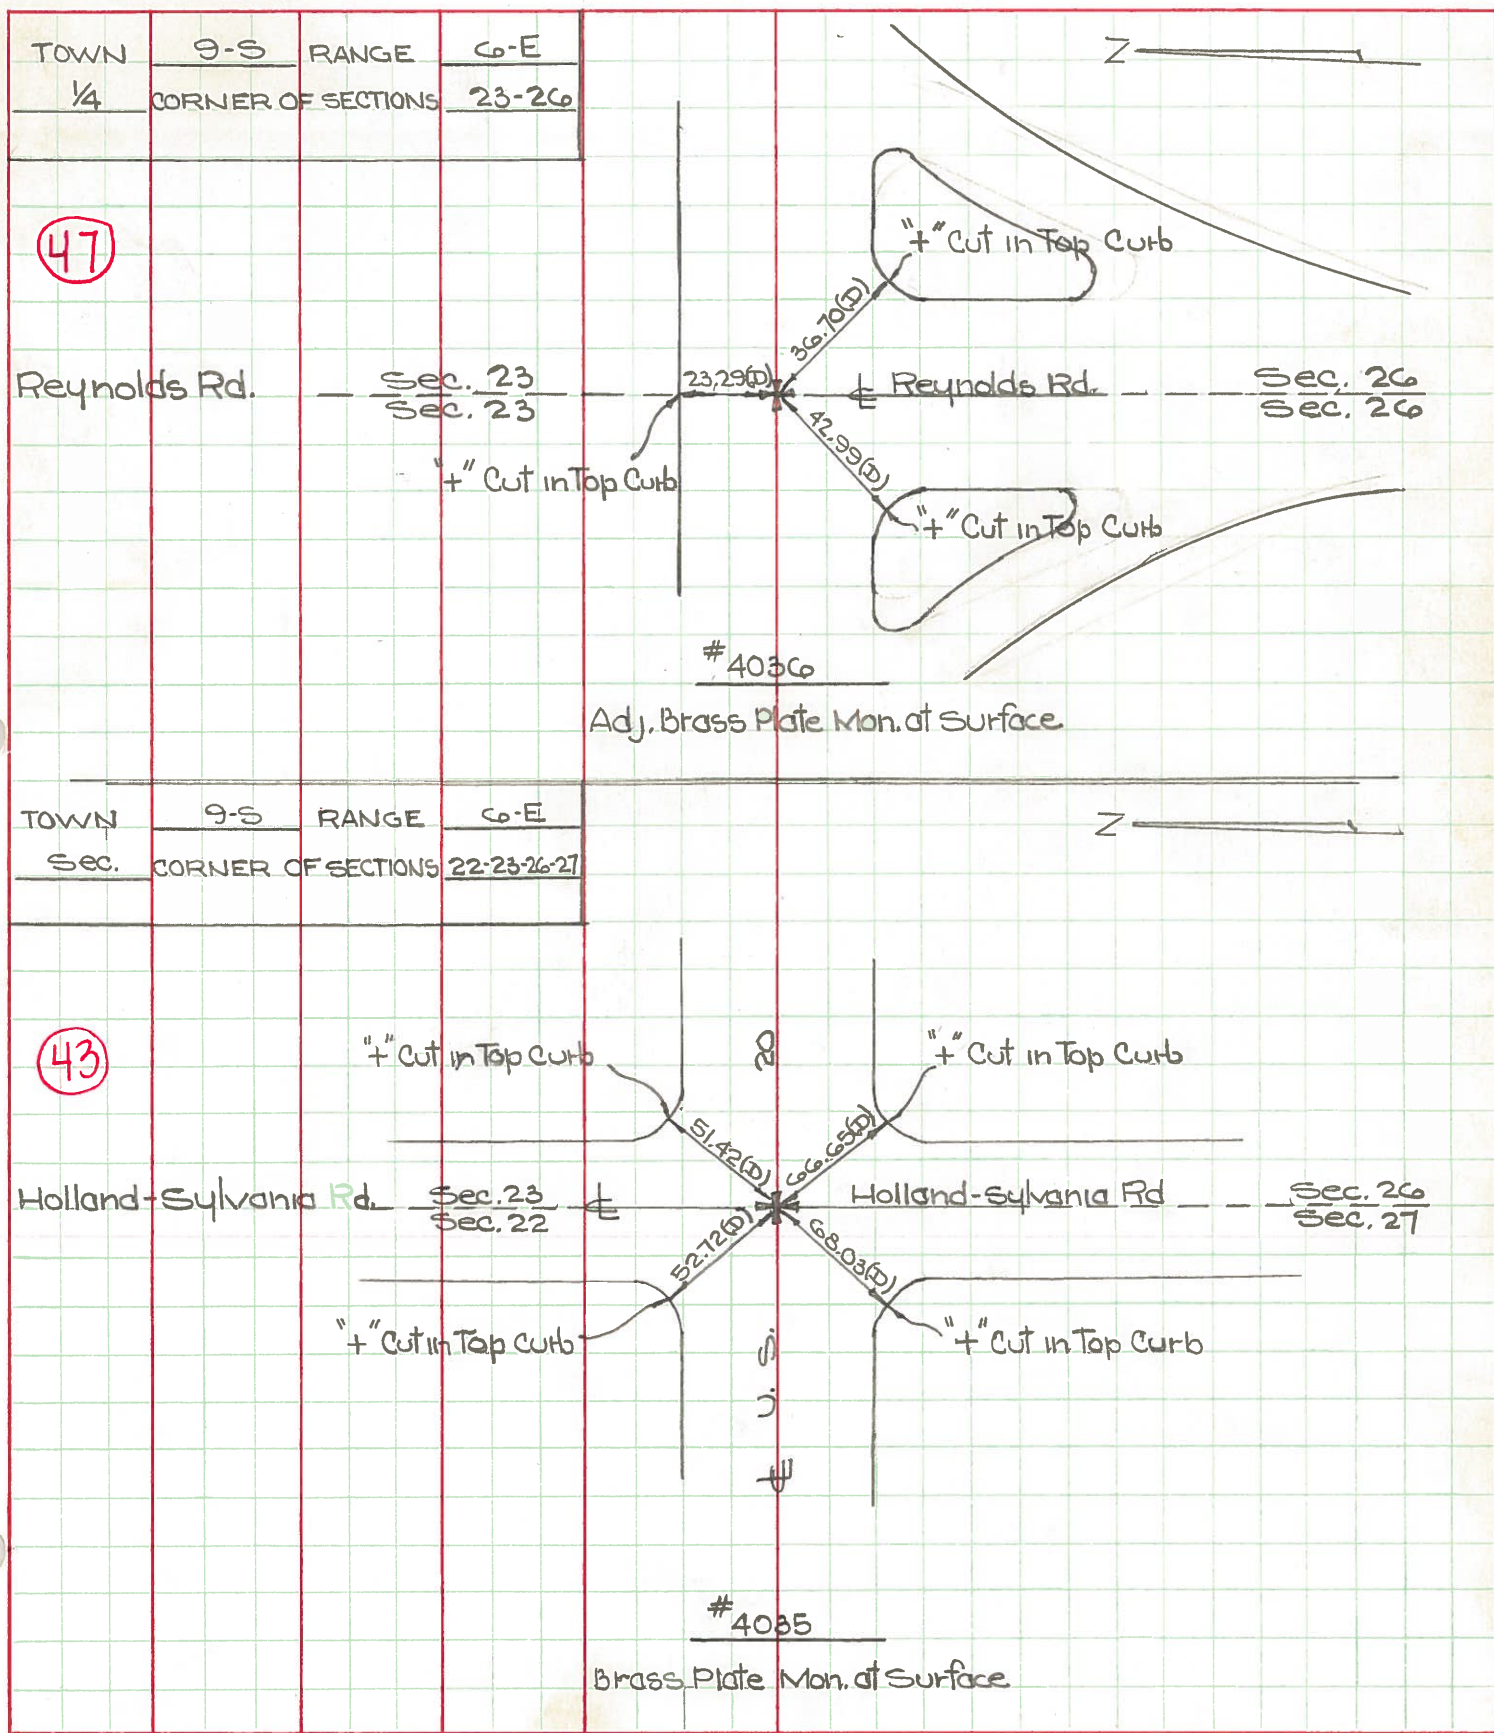 TOWN 9-S RANGE 6-E
1/4 CORNER OF SECTIONS 23-26
Z
47
"+" Cut in Top Curb
36.70(D)
Reynolds Rd. Sec. 23 23.29(D) ℄ Reynolds Rd. Sec. 26
Sec. 23 Sec. 26
42.99(D)
"+" Cut in Top Curb
"+" Cut in Top Curb
#4036
Adj. Brass Plate Mon. at Surface
TOWN 9-S RANGE 6-E
Sec. CORNER OF SECTIONS 22-23-26-27
Z
43
"+" Cut in Top Curb "+" Cut in Top Curb
51.42(D) 66.65(D)
Holland-Sylvania Rd. Sec. 23 ℄ Holland-Sylvania Rd Sec. 26
Sec. 22 Sec. 27
52.72(D) 68.03(D)
"+" Cut in Top Curb "+" Cut in Top Curb
℄ U.S. 20
#4035
Brass Plate Mon. at Surface